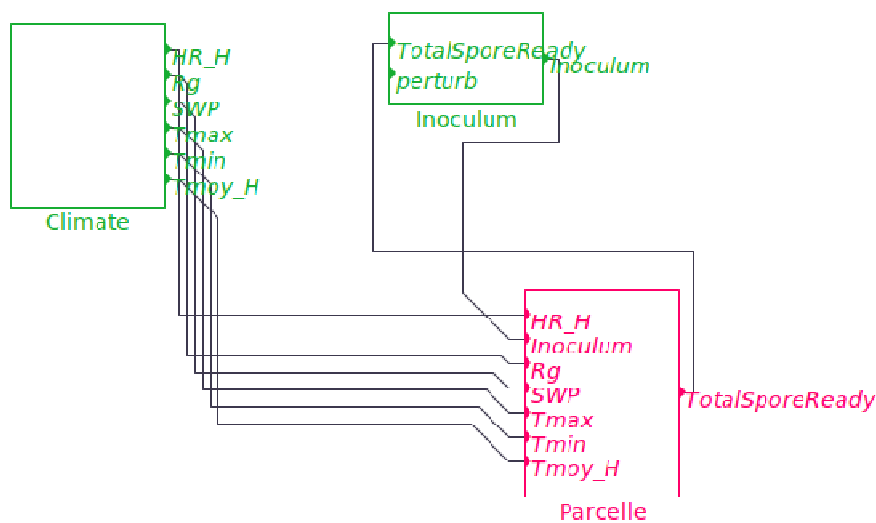 HR_H
Rg
SWP
Tmax
Tmin
Tmoy_H
Climate
TotalSporeReady
perturb
Inoculum
Inoculum
HR_H
Inoculum
Rg
SWP
Tmax
Tmin
Tmoy_H
TotalSporeReady
Parcelle